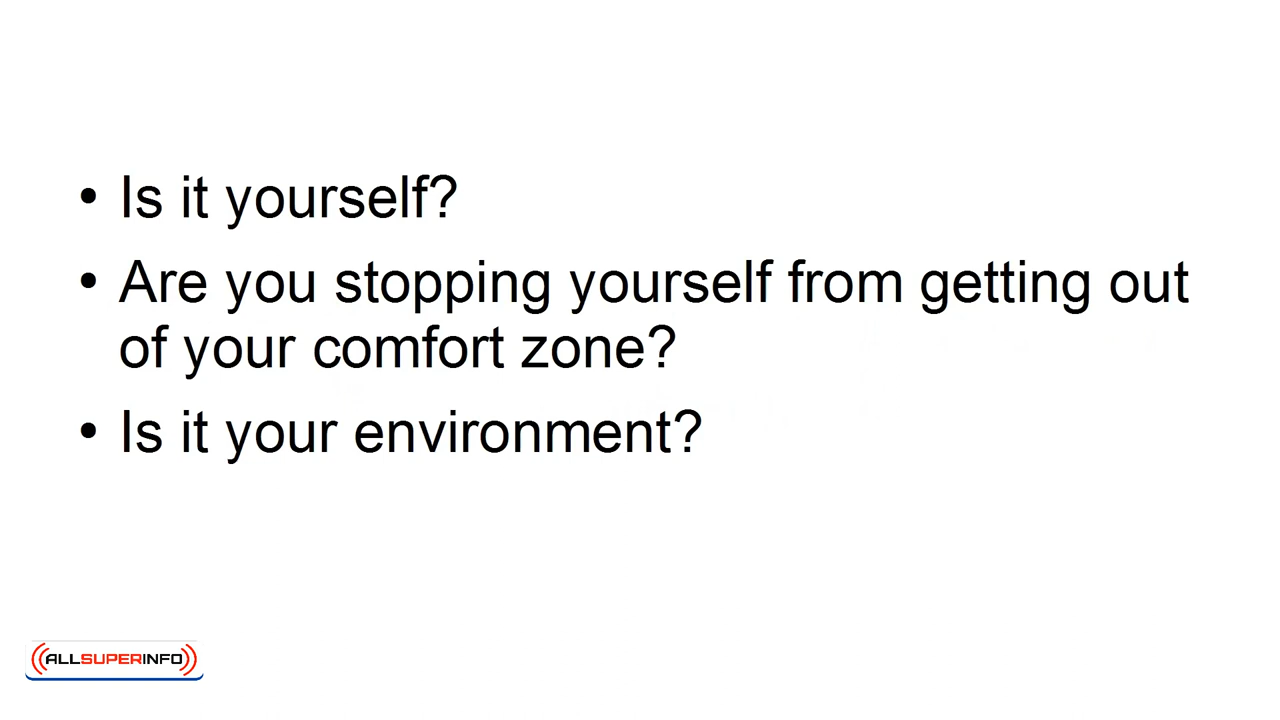 • Is it yourself?
• Are you stopping yourself from getting out
of your comfort zone?
• Is it your environment?
ALLSUPERINFO